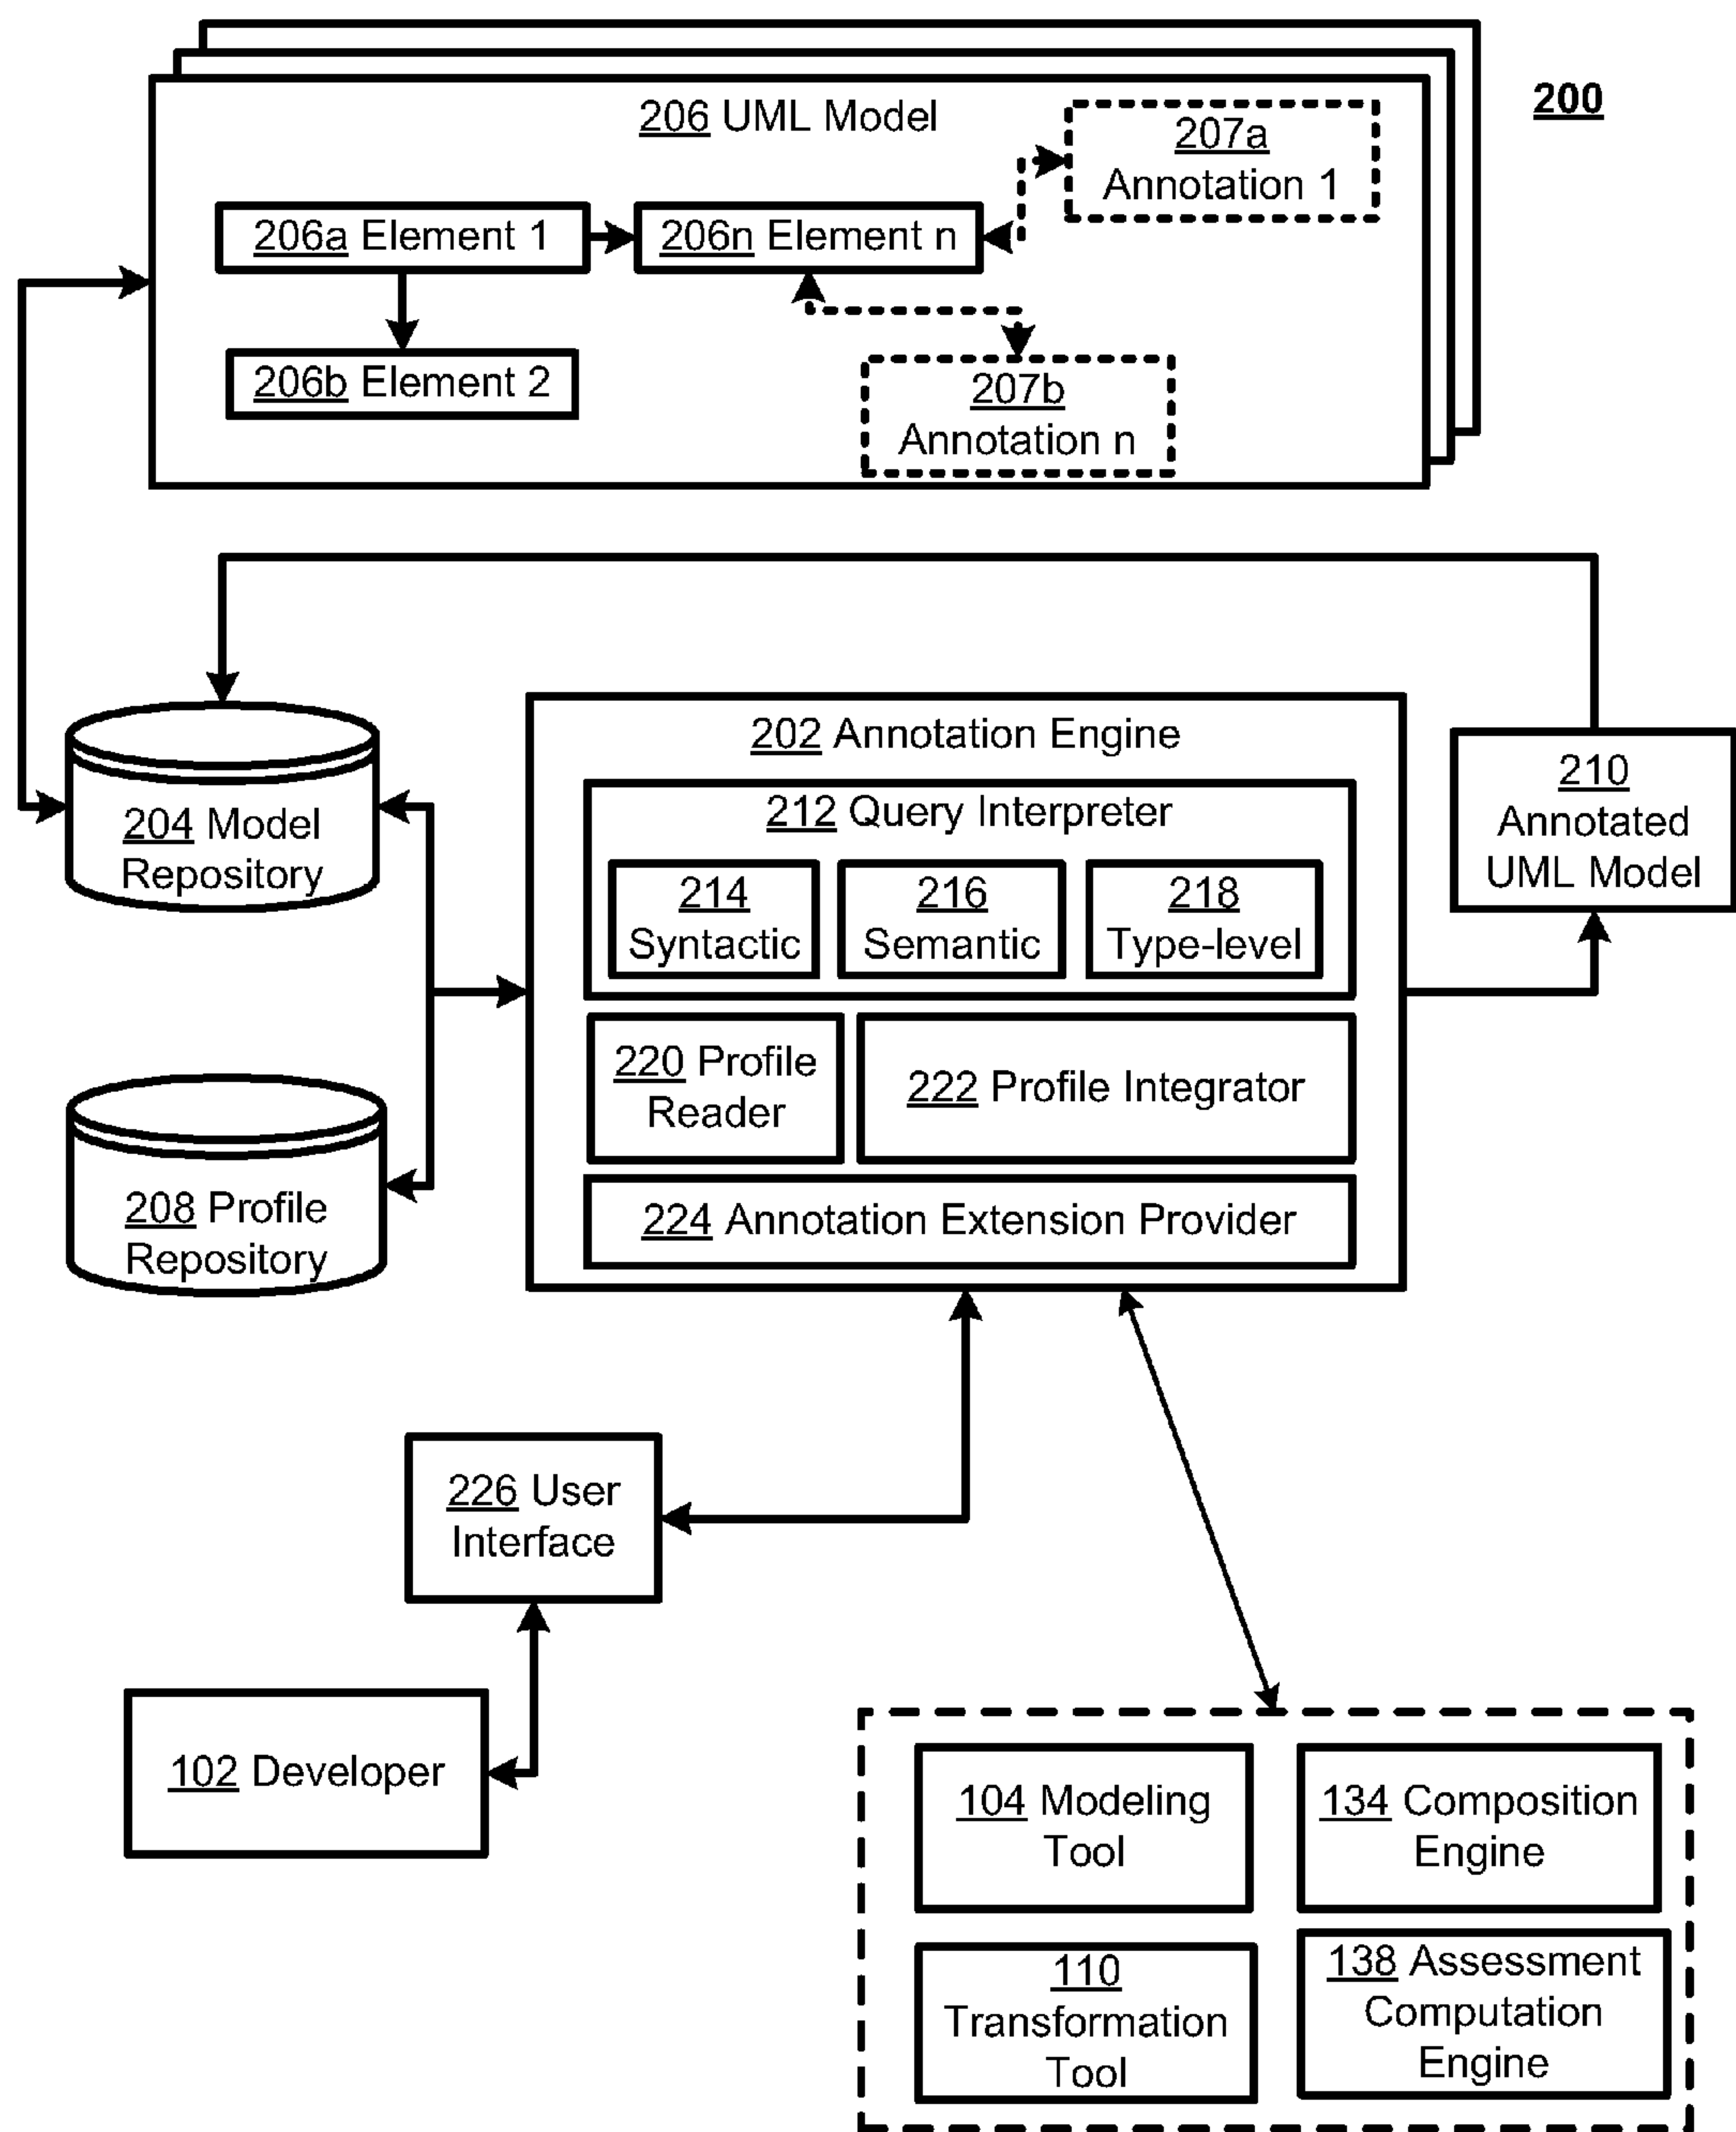 200
206 UML Model
207a
Annotation 1
206a Element 1
206n Element n
206b Element 2
207b
Annotation n
204 Model
Repository
208 Profile
Repository
202 Annotation Engine
212 Query Interpreter
214
Syntactic
216
Semantic
218
Type-level
220 Profile
Reader
222 Profile Integrator
224 Annotation Extension Provider
210
Annotated
UML Model
226 User
Interface
102 Developer
104 Modeling
Tool
134 Composition
Engine
110
Transformation
Tool
138 Assessment
Computation
Engine